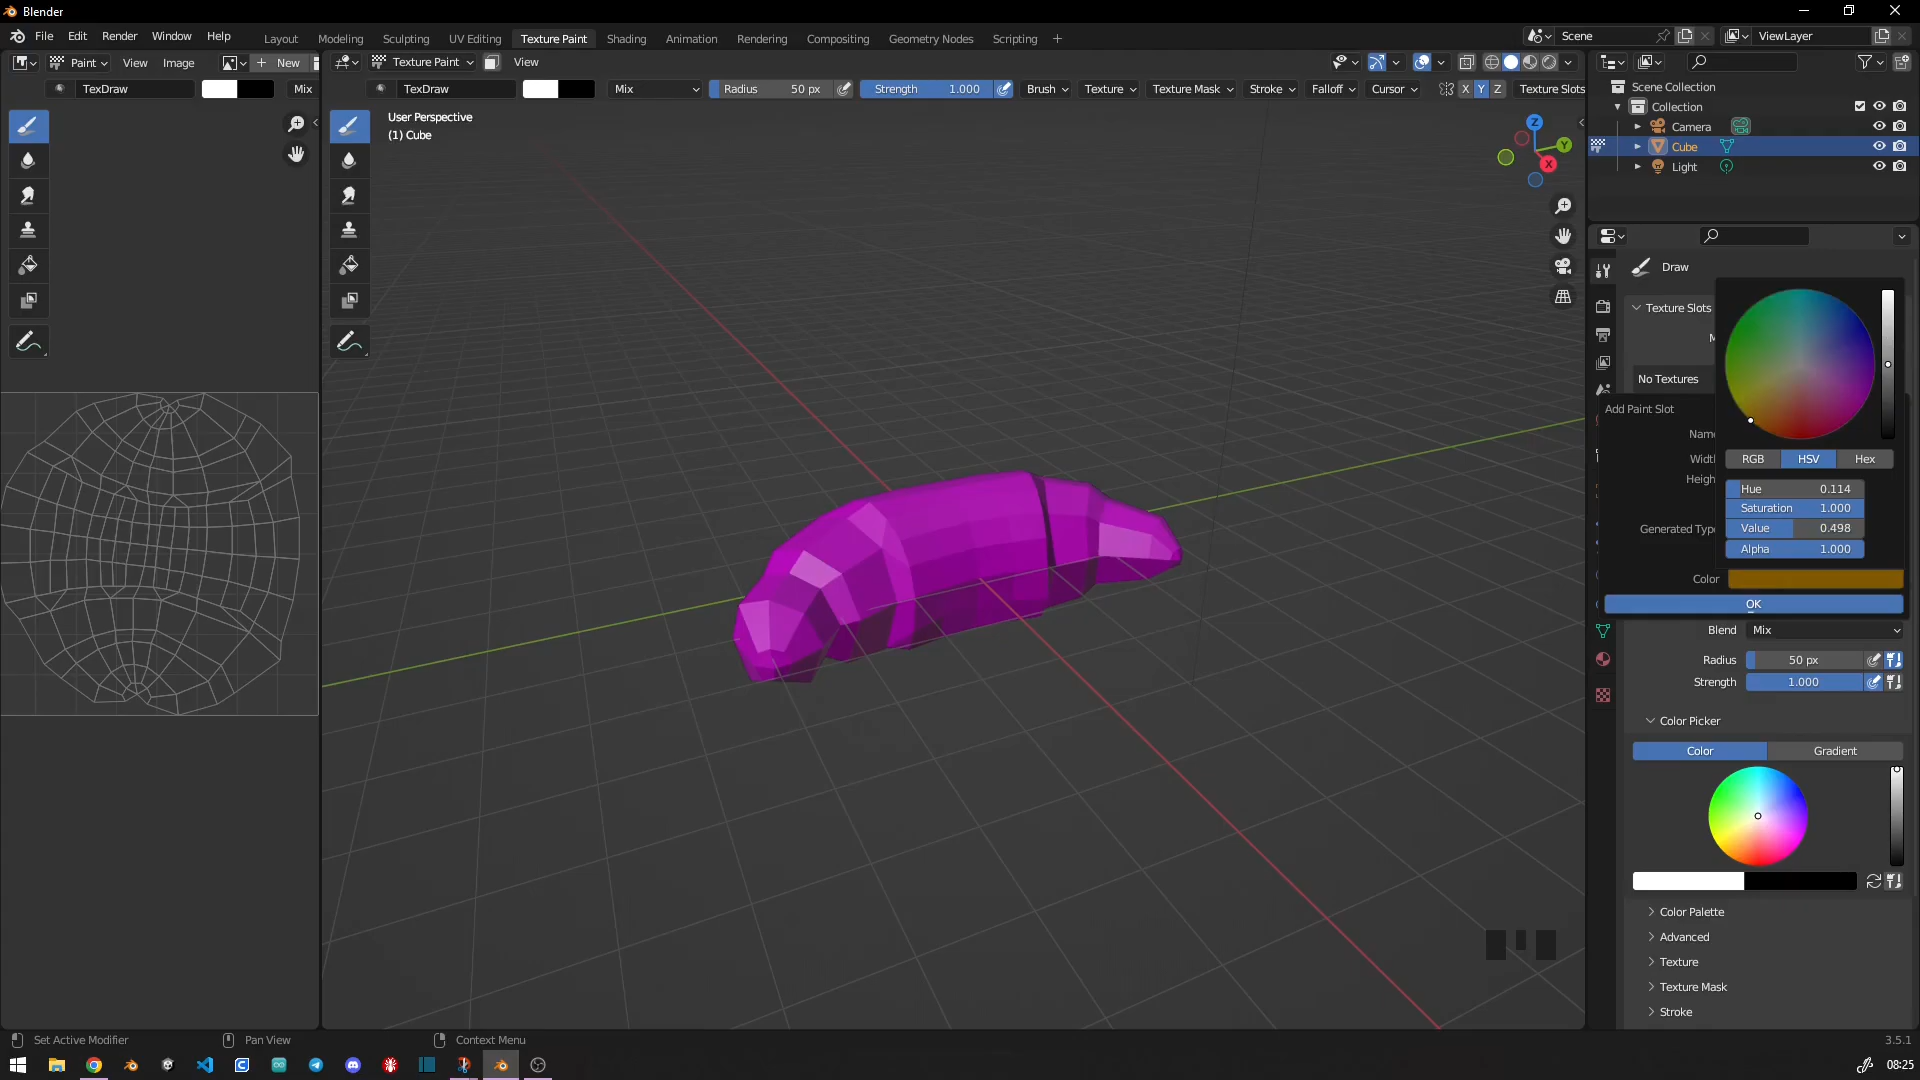 Blender
File Edit Render Window Help Layout Modeling Sculpting UV Editing Texture Paint Shading Animation Rendering Compositing Geometry Nodes Scripting + Scene ViewLayer
Paint View Image + New Texture Paint View
TexDraw Mix TexDraw Mix Radius 50 px Strength 1.000 Brush Texture Texture Mask Stroke Falloff Cursor X Y Z Texture Slots
User Perspective
(1) Cube
Z
Y
X
Scene Collection
Collection
Camera
Cube
Light
Draw
Texture Slots
M
No Textures
Add Paint Slot
Name
Width
Heigh
Generated Type
RGB HSV Hex
Hue 0.114
Saturation 1.000
Value 0.498
Alpha 1.000
Color
OK
Blend Mix
Radius 50 px
Strength 1.000
Color Picker
Color Gradient
Color Palette
Advanced
Texture
Texture Mask
Stroke
Set Active Modifier Pan View Context Menu 3.5.1
08:25